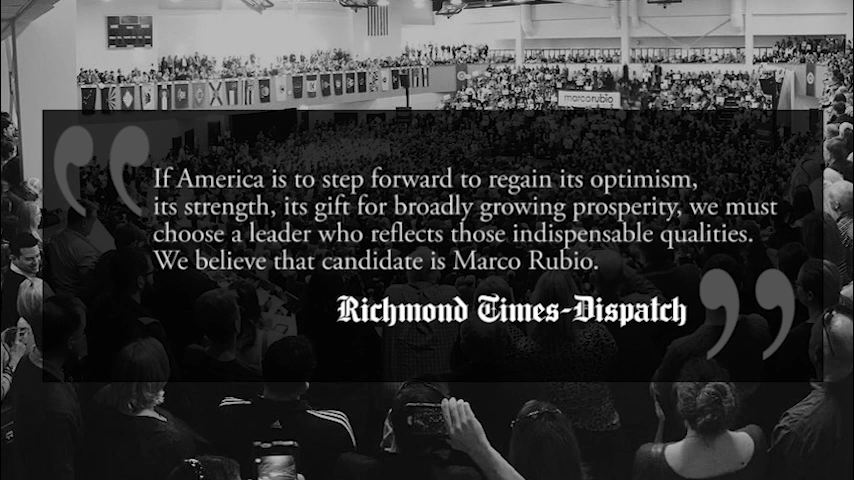 marcorubio
If America is to step forward to regain its optimism,
its strength, its gift for broadly growing prosperity, we must
choose a leader who reflects those indispensable qualities.
We believe that candidate is Marco Rubio.
Richmond Times-Dispatch